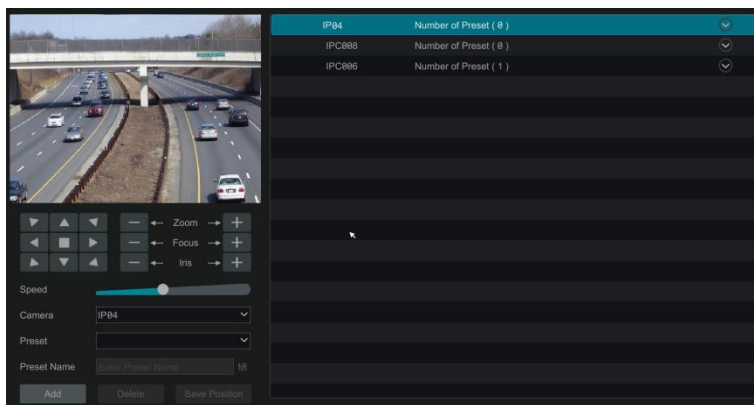 IP04 Number of Preset ( 0 )
IPC008 Number of Preset ( 0 )
IPC006 Number of Preset ( 1 )
Zoom
Focus
Iris
Speed
Camera IP04
Preset
Preset Name Enter Preset Name
Add Delete Save Position